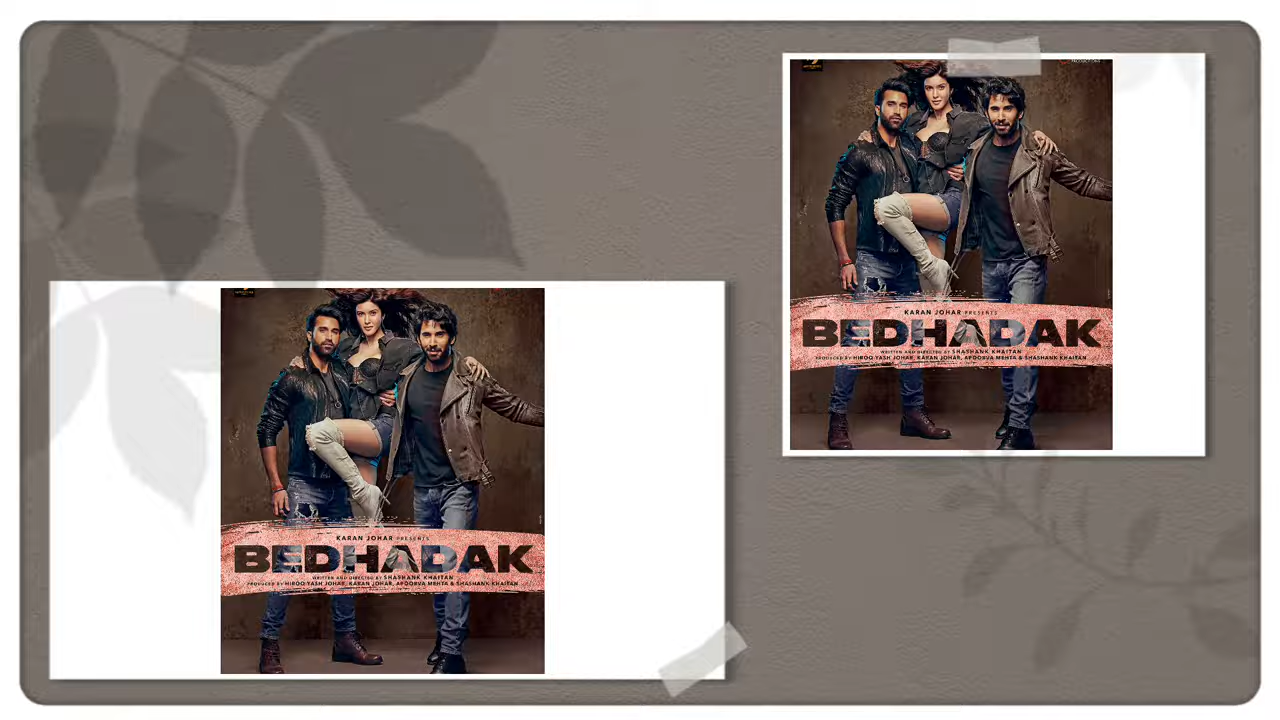 PRODUCTIONS
KARAN JOHAR PRESENTS
BEDHADAK
WRITTEN AND DIRECTED BY SHASHANK KHAITAN
PRODUCED BY HIROO YASH JOHAR, KARAN JOHAR, APOORVA MEHTA & SHASHANK KHAITAN
KARAN JOHAR PRESENTS
BEDHADAK
WRITTEN AND DIRECTED BY SHASHANK KHAITAN
PRODUCED BY HIROO YASH JOHAR, KARAN JOHAR, APOORVA MEHTA & SHASHANK KHAITAN